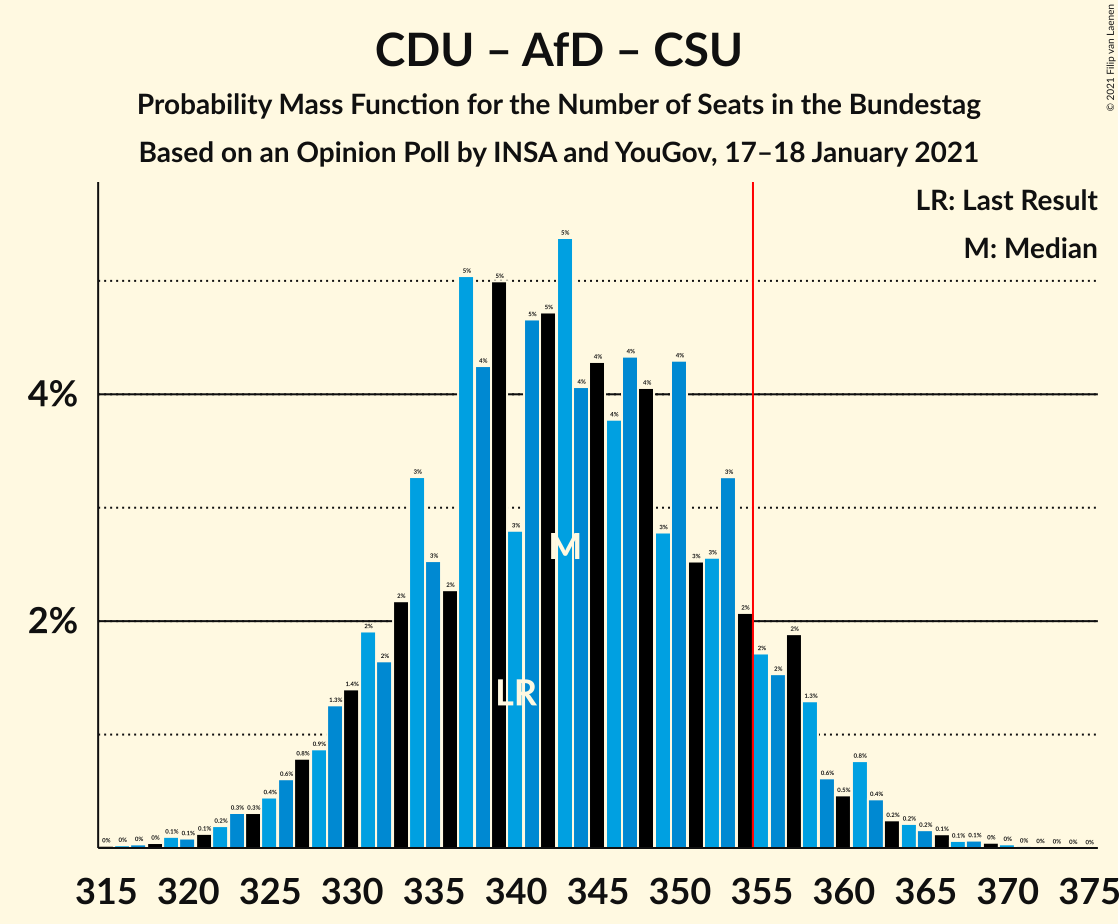 CDU – AfD – CSU
Probability Mass Function for the Number of Seats in the Bundestag
Based on an Opinion Poll by INSA and YouGov, 17–18 January 2021
© 2021 Filip van Laenen
LR: Last Result
M: Median
4%
2%
0% 0% 0% 0% 0.1% 0.1% 0.1% 0.2% 0.3% 0.3% 0.4% 0.6% 0.8% 0.9% 1.3% 1.4% 2% 2% 2% 3% 3% 2% 5% 4% 5% 3% 5% 5% 5% 4% 4% 4% 4% 4% 3% 4% 3% 3% 3% 2% 2% 2% 2% 1.3% 0.6% 0.5% 0.8% 0.4% 0.2% 0.2% 0.2% 0.1% 0.1% 0.1% 0% 0% 0% 0% 0% 0% 0%
M
LR
315 320 325 330 335 340 345 350 355 360 365 370 375